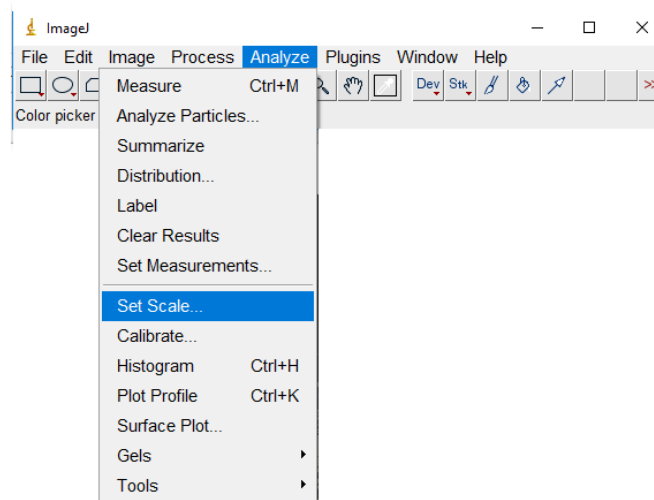 ImageJ
File Edit Image Process Analyze Plugins Window Help
Dev Stk >>
Color picker
Measure Ctrl+M
Analyze Particles...
Summarize
Distribution...
Label
Clear Results
Set Measurements...
Set Scale...
Calibrate...
Histogram Ctrl+H
Plot Profile Ctrl+K
Surface Plot...
Gels
Tools